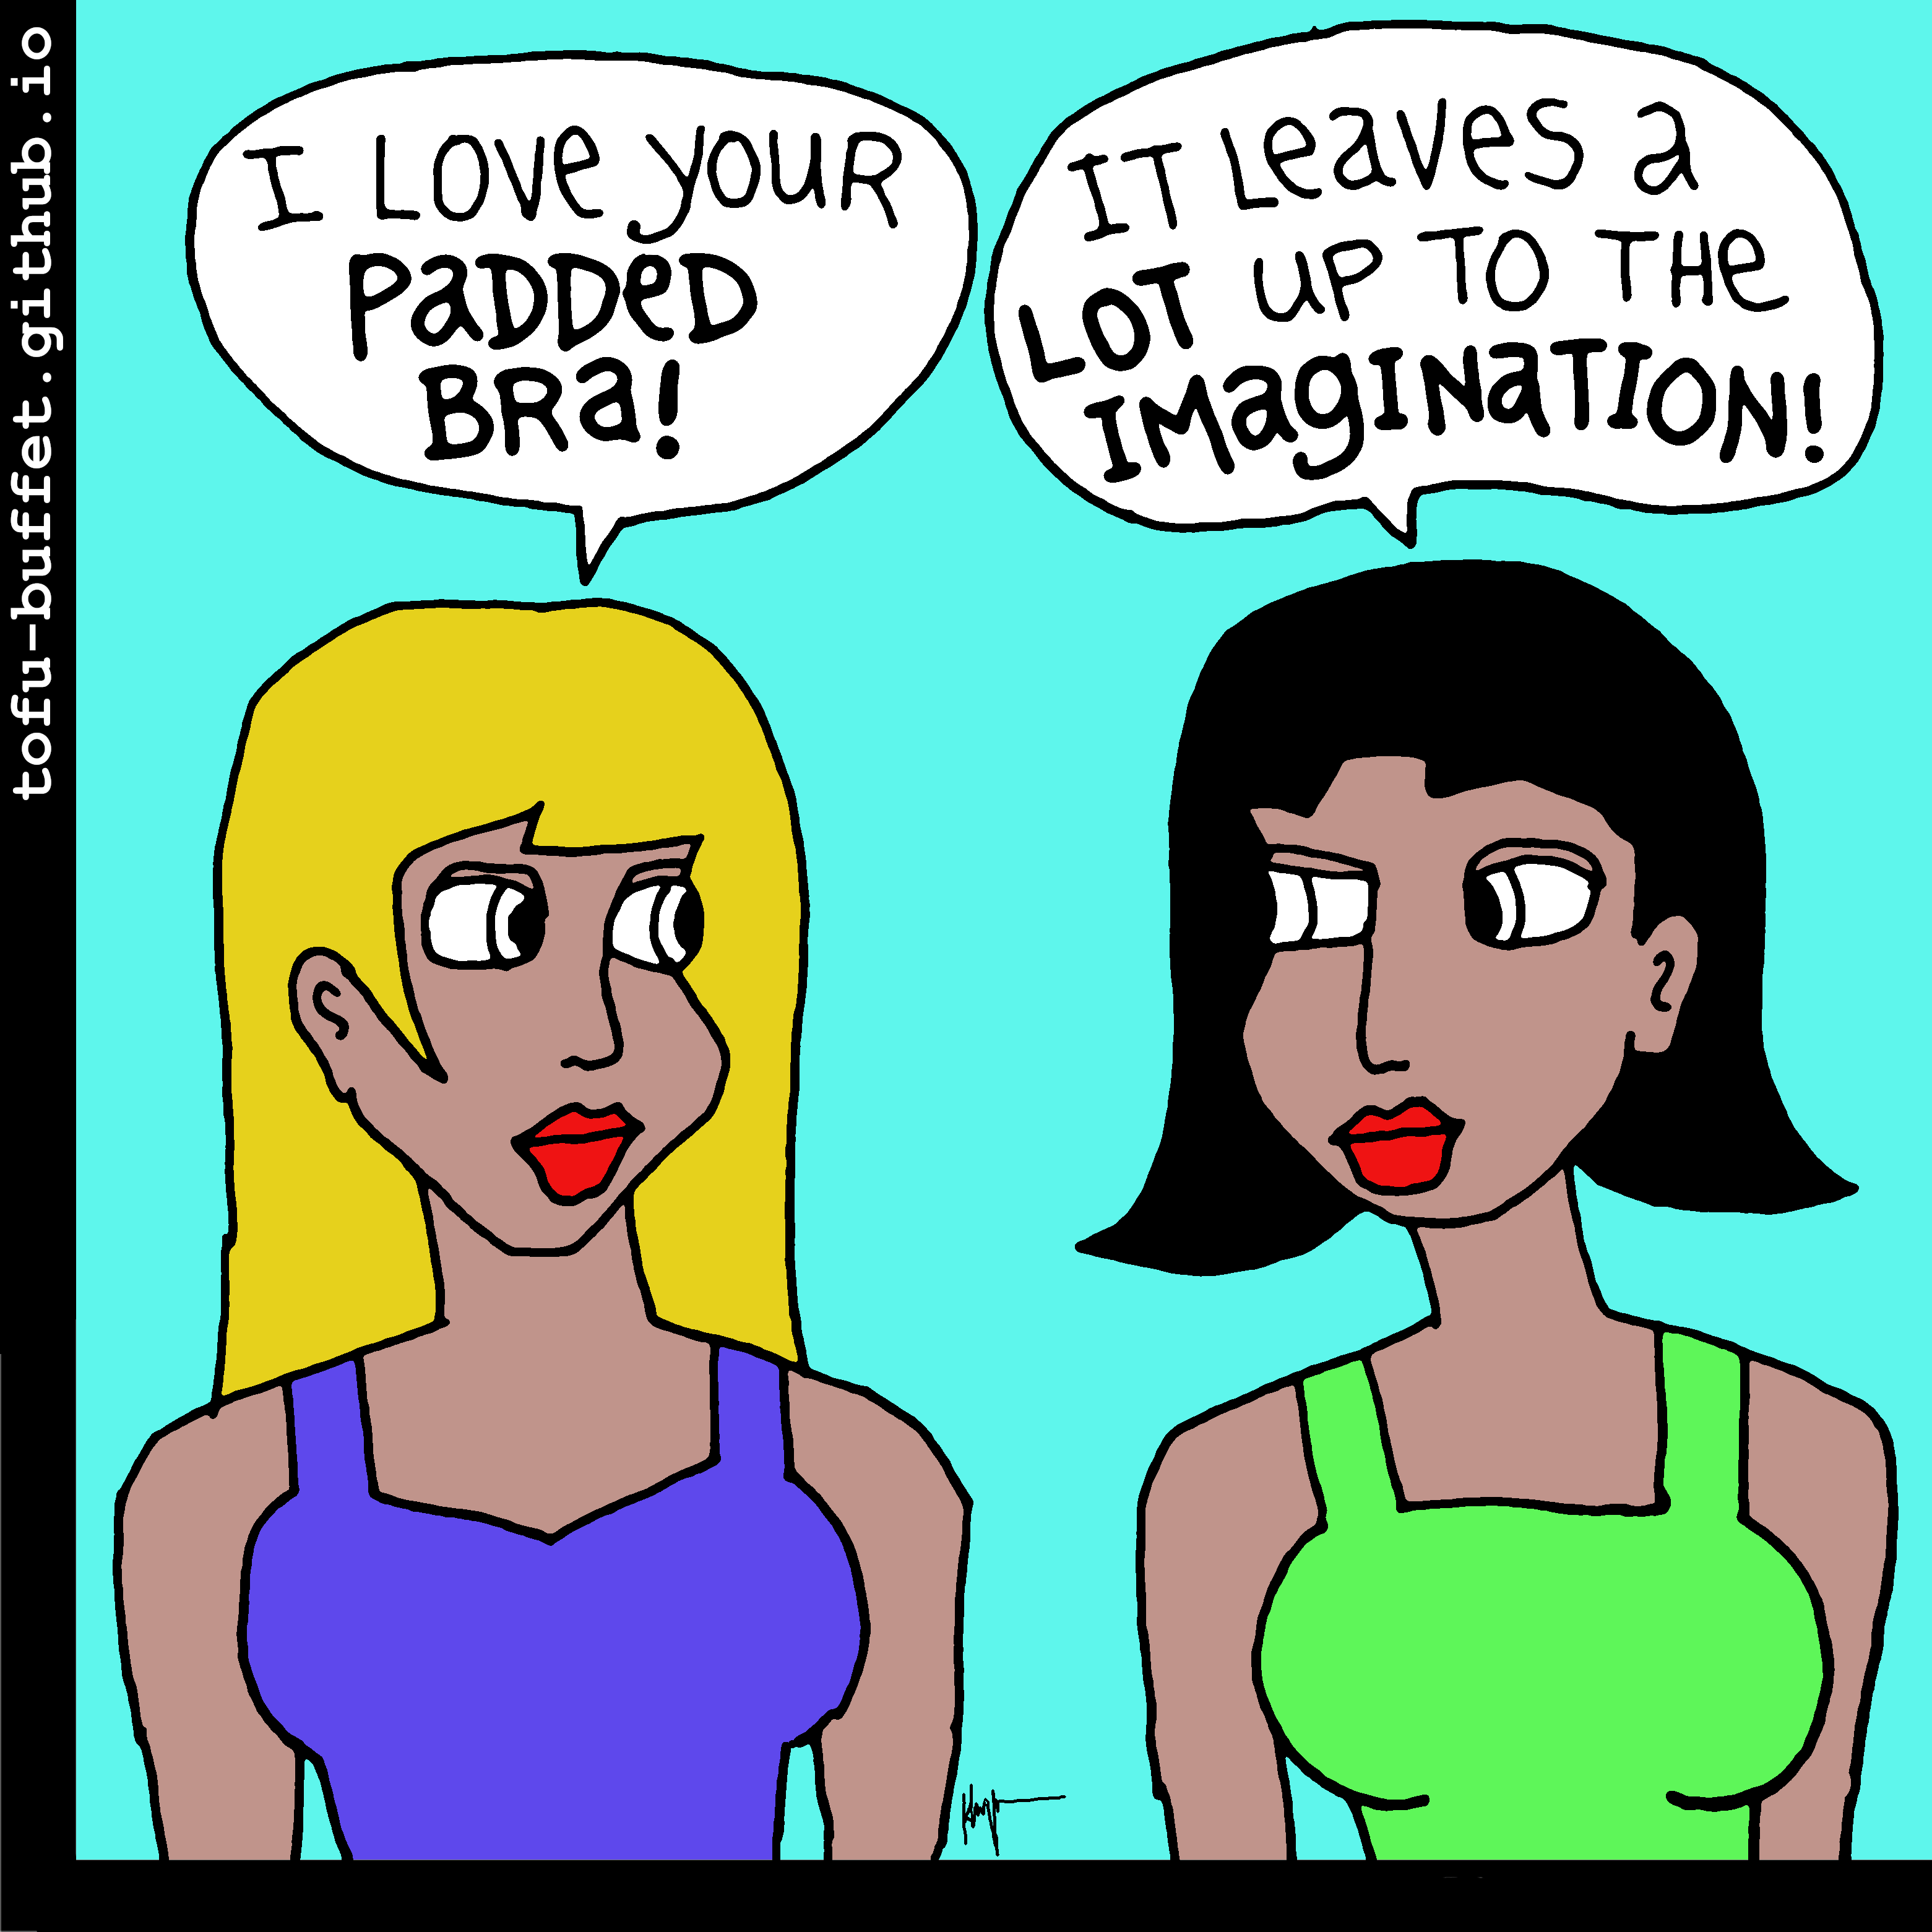 tofu-buffet.github.io
I LOVe yOUR
PaDDeD
BRa!
IT LeaVeS a
LOT UP TO THe
IMagINaTION!